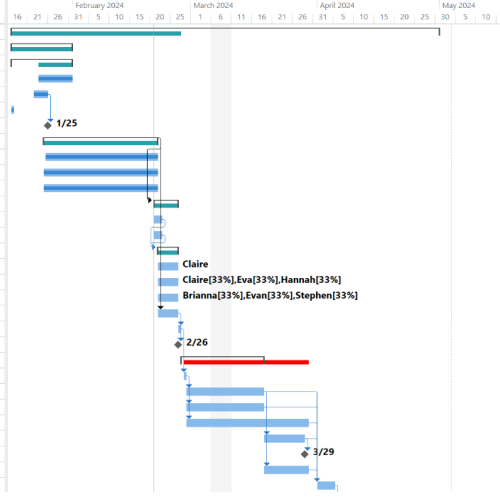 February 2024 March 2024 April 2024 May 2024
16 21 26 31 5 10 15 20 25 1 6 11 16 21 26 31 5 10 15 20 25 30 5 10
1/25
Claire
Claire[33%],Eva[33%],Hannah[33%]
Brianna[33%],Evan[33%],Stephen[33%]
2/26
3/29